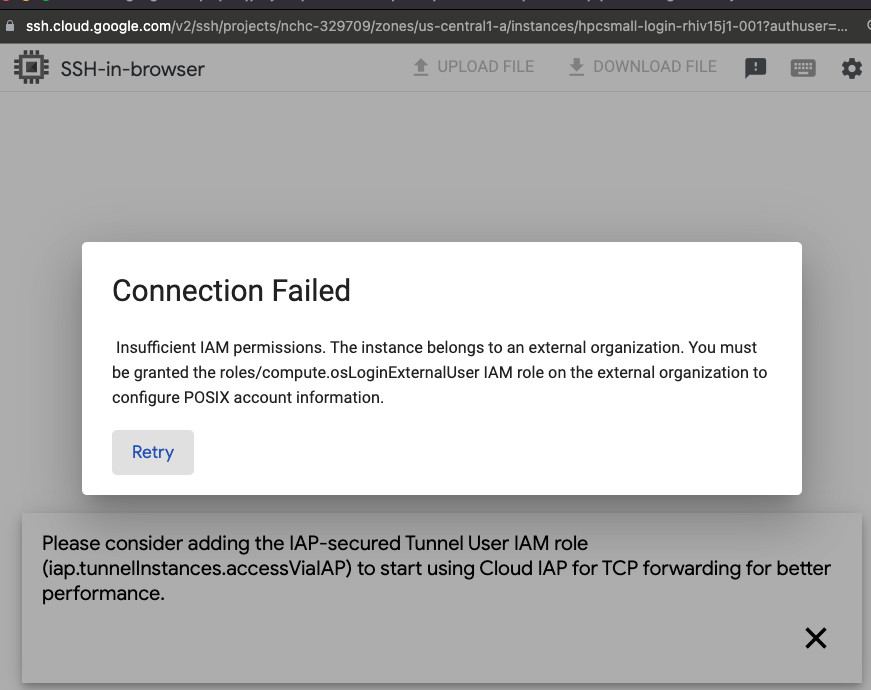 ssh.cloud.google.com/v2/ssh/projects/nchc-329709/zones/us-central1-a/instances/hpcsmall-login-rhiv15j1-001?authuser=...
SSH-in-browser
UPLOAD FILE
DOWNLOAD FILE
Connection Failed
Insufficient IAM permissions. The instance belongs to an external organization. You must
be granted the roles/compute.osLoginExternalUser IAM role on the external organization to
configure POSIX account information.
Retry
Please consider adding the IAP-secured Tunnel User IAM role
(iap.tunnelInstances.accessViaIAP) to start using Cloud IAP for TCP forwarding for better
performance.